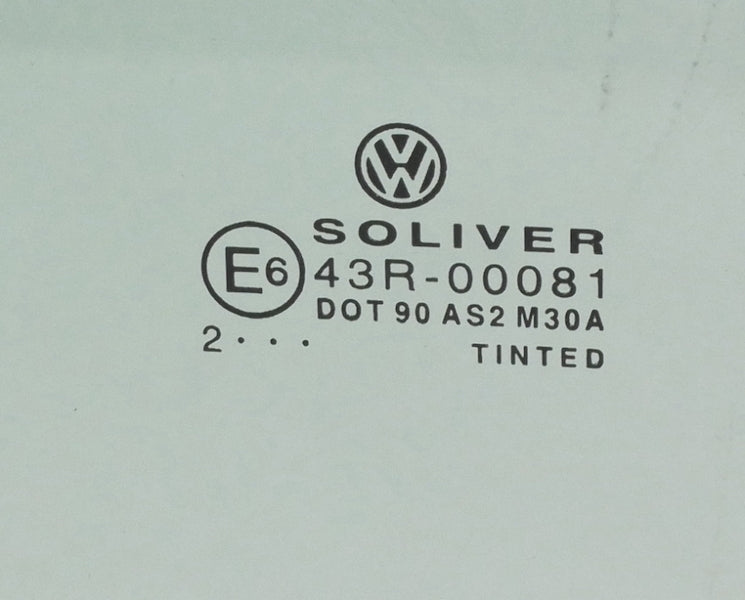 SOLIVER
E6 43R-00081
DOT 90 AS2 M30A
2 · · · TINTED